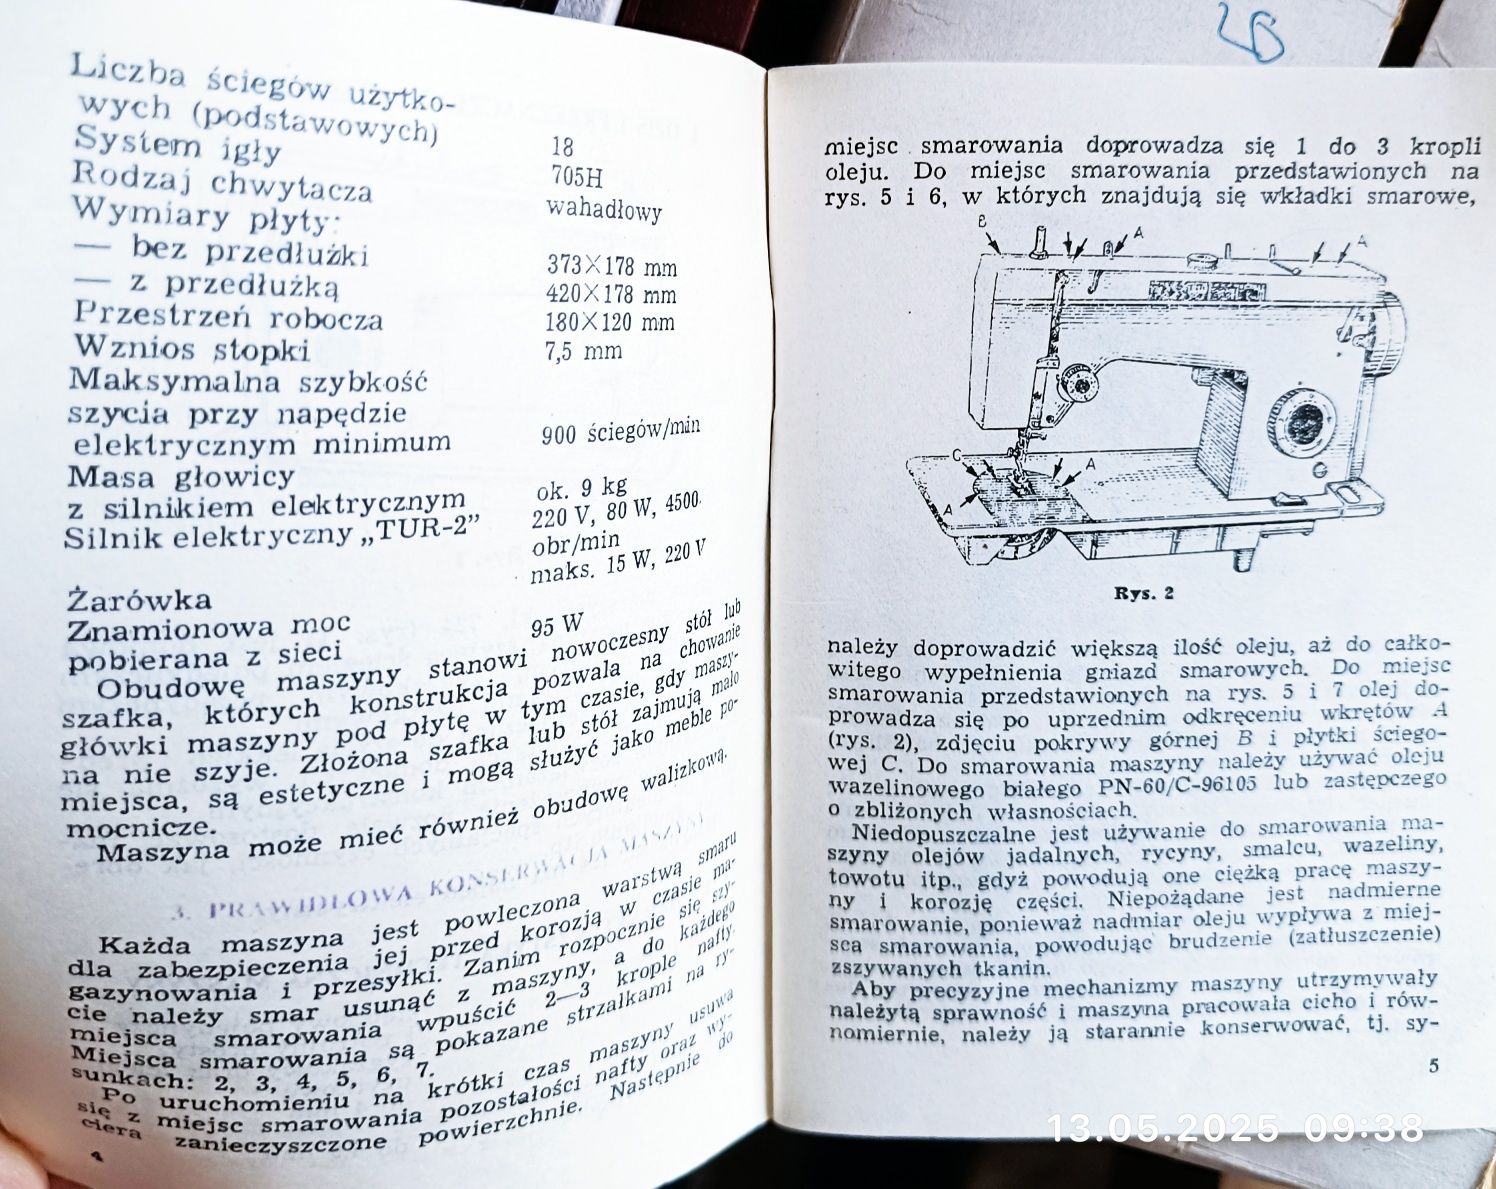 Liczba ściegów użytko-
wych (podstawowych) 18
System igły 705H
Rodzaj chwytacza wahadłowy
Wymiary płyty:
— bez przedłużki 373×178 mm
— z przedłużką 420×178 mm
Przestrzeń robocza 180×120 mm
Wznios stopki 7,5 mm
Maksymalna szybkość
szycia przy napędzie
elektrycznym minimum 900 ściegów/min
Masa głowicy
z silnikiem elektrycznym ok. 9 kg
Silnik elektryczny „TUR-2” 220 V, 80 W, 4500
obr/min
Żarówka maks. 15 W, 220 V
Znamionowa moc
pobierana z sieci 95 W
Obudowę maszyny stanowi nowoczesny stół lub
szafka, których konstrukcja pozwala na chowanie
główki maszyny pod płytę w tym czasie, gdy maszy-
na nie szyje. Złożona szafka lub stół zajmują mało
miejsca, są estetyczne i mogą służyć jako meble po-
mocnicze.
Maszyna może mieć również obudowę walizkową.
3. PRAWIDŁOWA KONSERWACJA MASZYNY
Każda maszyna jest powleczona warstwą smaru
dla zabezpieczenia jej przed korozją w czasie ma-
gazynowania i przesyłki. Zanim rozpocznie się szy-
cie należy smar usunąć z maszyny, a do każdego
miejsca smarowania wpuścić 2—3 krople nafty.
Miejsca smarowania są pokazane strzałkami na ry-
sunkach: 2, 3, 4, 5, 6, 7.
Po uruchomieniu na krótki czas maszyny usuwa
się z miejsc smarowania pozostałości nafty oraz wy-
ciera zanieczyszczone powierzchnie. Następnie do
4
26
miejsc smarowania doprowadza się 1 do 3 kropli
oleju. Do miejsc smarowania przedstawionych na
rys. 5 i 6, w których znajdują się wkładki smarowe,
B
A
A
C
A
A
Rys. 2
należy doprowadzić większą ilość oleju, aż do całko-
witego wypełnienia gniazd smarowych. Do miejsc
smarowania przedstawionych na rys. 5 i 7 olej do-
prowadza się po uprzednim odkręceniu wkrętów A
(rys. 2), zdjęciu pokrywy górnej B i płytki ściego-
wej C. Do smarowania maszyny należy używać oleju
wazelinowego białego PN-60/C-96105 lub zastępczego
o zbliżonych własnościach.
Niedopuszczalne jest używanie do smarowania ma-
szyny olejów jadalnych, rycyny, smalcu, wazeliny,
towotu itp., gdyż powodują one ciężką pracę maszy-
ny i korozję części. Niepożądane jest nadmierne
smarowanie, ponieważ nadmiar oleju wypływa z miej-
sca smarowania, powodując brudzenie (zatłuszczenie)
zszywanych tkanin.
Aby precyzyjne mechanizmy maszyny utrzymywały
należytą sprawność i maszyna pracowała cicho i rów-
nomiernie, należy ją starannie konserwować, tj. sy-
5
13.05.2025 09:38